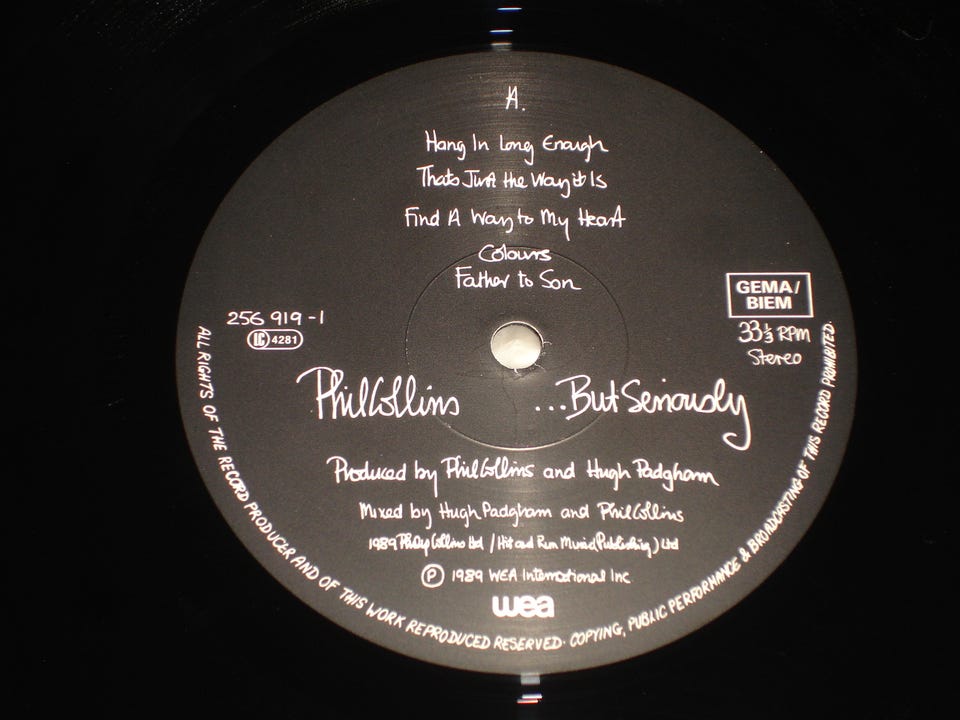 A.
Hang In Long Enough
Thats Just the Way it Is
Find A Way to My Heart
Colours
Father to Son
256 919 - 1
LC 4281
GEMA/
BIEM
33⅓ RPM
Stereo
Phil Collins ...But Seriously
Produced by Phil Collins and Hugh Padgham
Mixed by Hugh Padgham and Phil Collins
1989 Philip Collins Ltd / Hit and Run Music (Publishing) Ltd
Ⓟ 1989 WEA International Inc
wea
ALL RIGHTS OF THE RECORD PRODUCER AND OF THIS WORK REPRODUCED RESERVED· COPYING, PUBLIC PERFORMANCE & BROADCASTING OF THIS RECORD PROHIBITED.